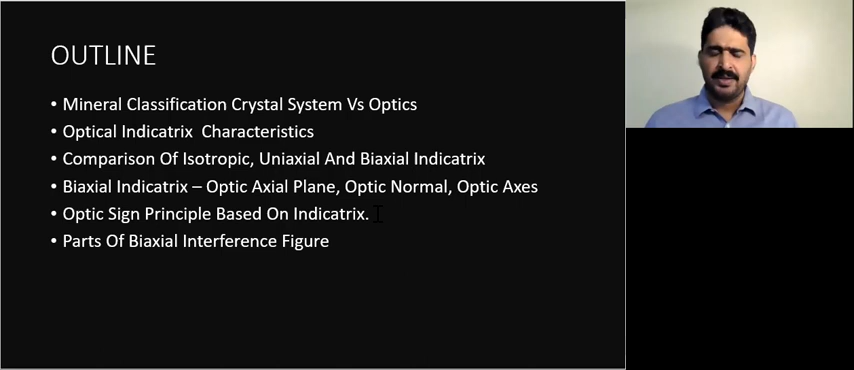 OUTLINE
• Mineral Classification Crystal System Vs Optics
• Optical Indicatrix  Characteristics
• Comparison Of Isotropic, Uniaxial And Biaxial Indicatrix
• Biaxial Indicatrix – Optic Axial Plane, Optic Normal, Optic Axes
• Optic Sign Principle Based On Indicatrix.
• Parts Of Biaxial Interference Figure